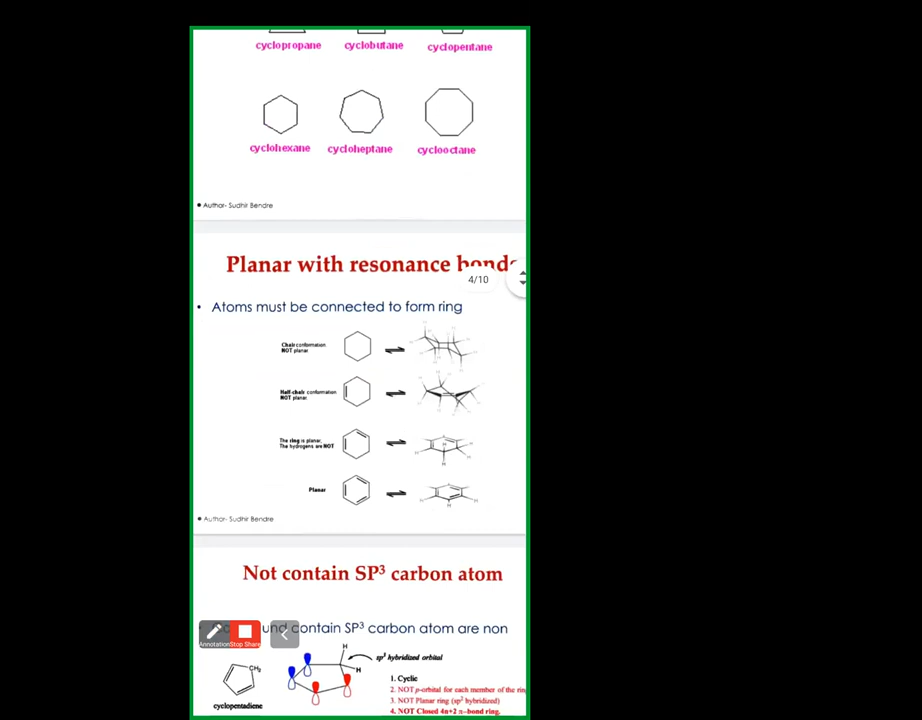 cyclopropane cyclobutane cyclopentane
cyclohexane cycloheptane cyclooctane
• Author- Sudhir Bendre
Planar with resonance bonds
4/10
• Atoms must be connected to form ring
Chair conformation
NOT planar
Half-chair conformation
NOT planar
The ring is planar,
The hydrogens are NOT
Planar
• Author- Sudhir Bendre
Not contain SP³ carbon atom
und contain SP³ carbon atom are non
Annotation Stop Share
H
sp³ hybridized orbital
CH₂
H
1. Cyclic
2. NOT p-orbital for each member of the rin
3. NOT Planar ring (sp² hybridized)
4. NOT Closed 4n+2 π-bond ring.
cyclopentadiene